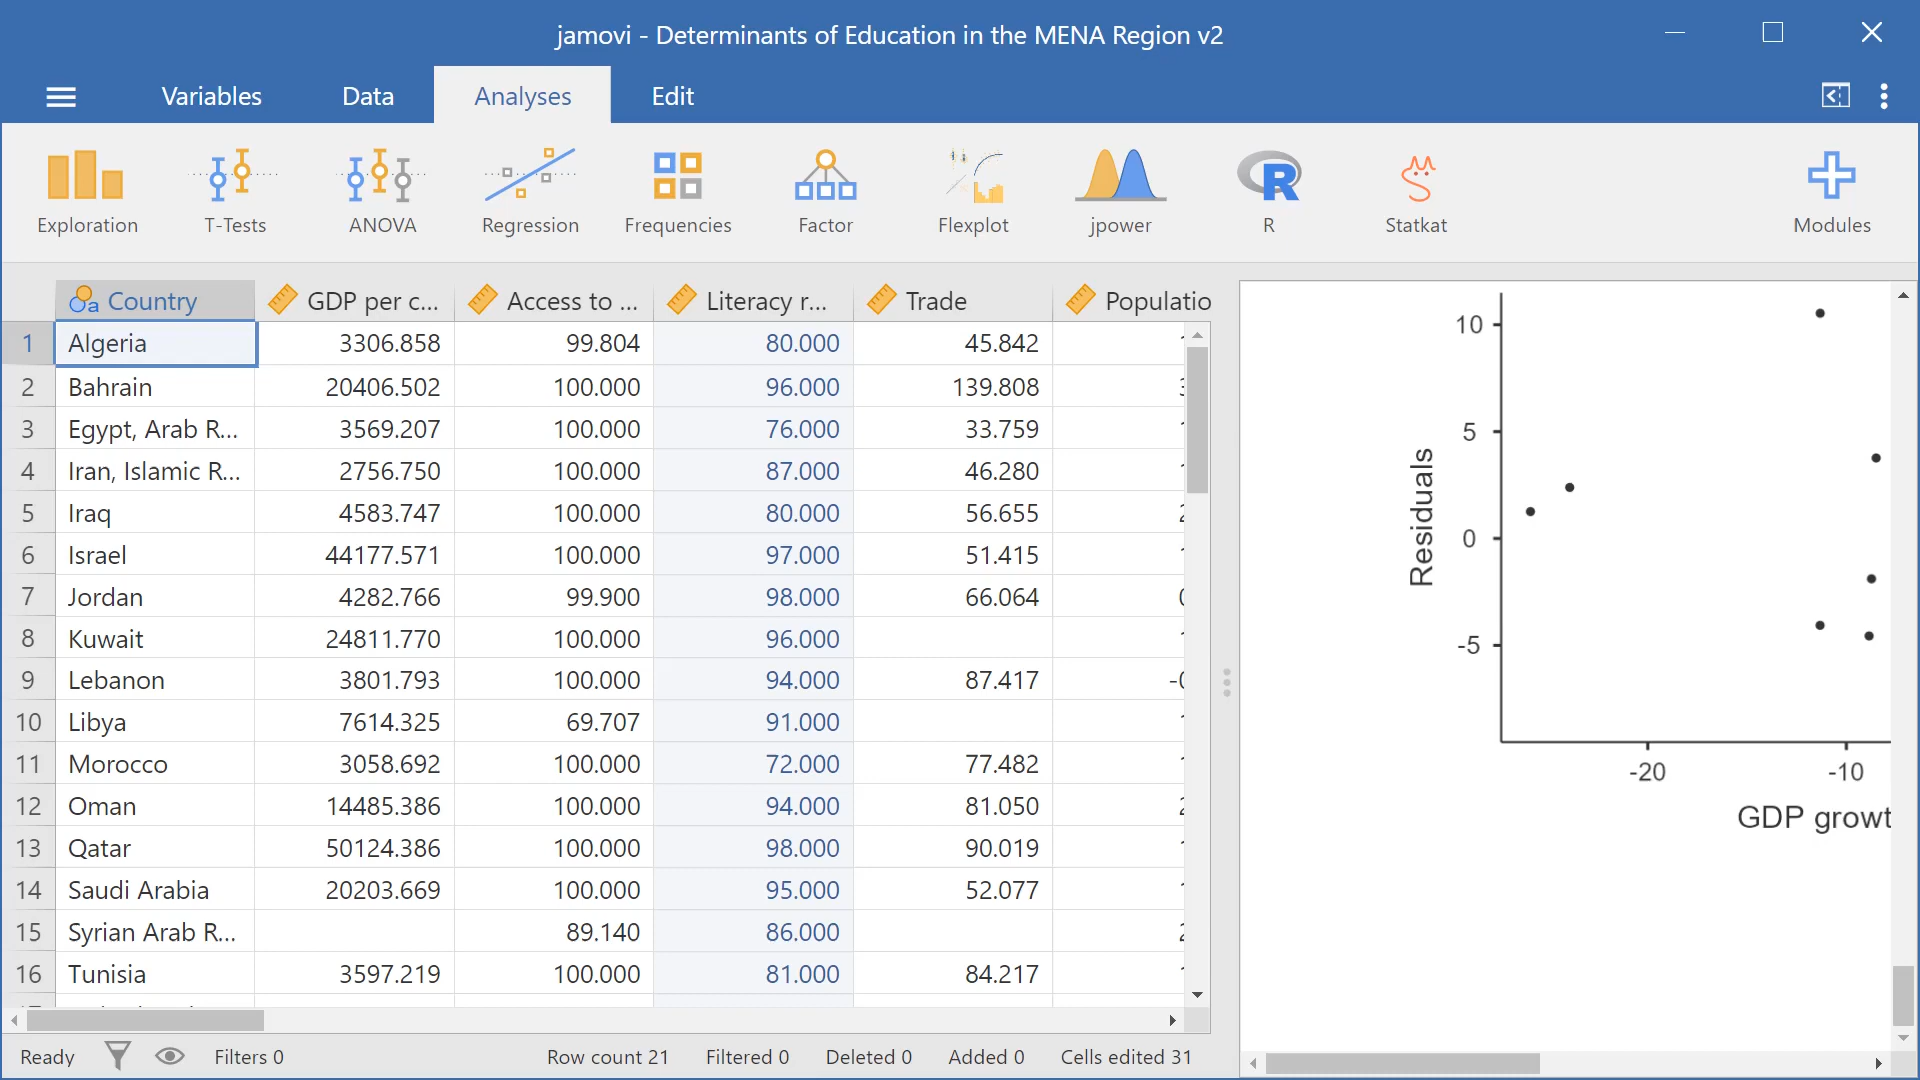 jamovi - Determinants of Education in the MENA Region v2
Variables Data Analyses Edit
Exploration T-Tests ANOVA Regression Frequencies Factor Flexplot jpower R Statkat Modules
Country GDP per c... Access to ... Literacy r... Trade Populatio
1 Algeria 3306.858 99.804 80.000 45.842
2 Bahrain 20406.502 100.000 96.000 139.808
3 Egypt, Arab R... 3569.207 100.000 76.000 33.759
4 Iran, Islamic R... 2756.750 100.000 87.000 46.280
5 Iraq 4583.747 100.000 80.000 56.655
6 Israel 44177.571 100.000 97.000 51.415
7 Jordan 4282.766 99.900 98.000 66.064
8 Kuwait 24811.770 100.000 96.000
9 Lebanon 3801.793 100.000 94.000 87.417
10 Libya 7614.325 69.707 91.000
11 Morocco 3058.692 100.000 72.000 77.482
12 Oman 14485.386 100.000 94.000 81.050
13 Qatar 50124.386 100.000 98.000 90.019
14 Saudi Arabia 20203.669 100.000 95.000 52.077
15 Syrian Arab R... 89.140 86.000
16 Tunisia 3597.219 100.000 81.000 84.217
Ready Filters 0 Row count 21 Filtered 0 Deleted 0 Added 0 Cells edited 31
10
5
0
-5
Residuals
-20 -10
GDP growt